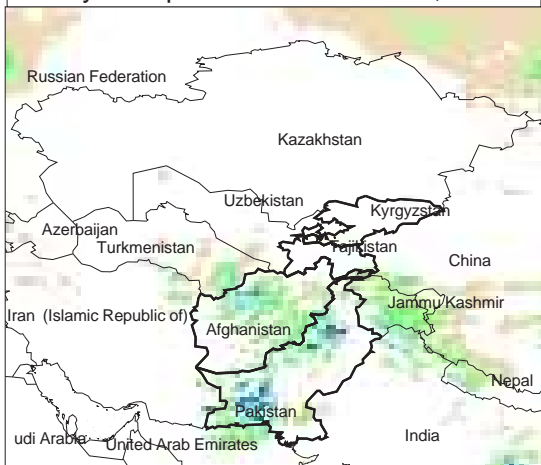 Russian Federation
Kazakhstan
Uzbekistan
Kyrgyzstan
Azerbaijan
Turkmenistan
Tajikistan
China
Jammu Kashmir
Iran (Islamic Republic of)
Afghanistan
Nepal
Pakistan
udi Arabia
United Arab Emirates
India